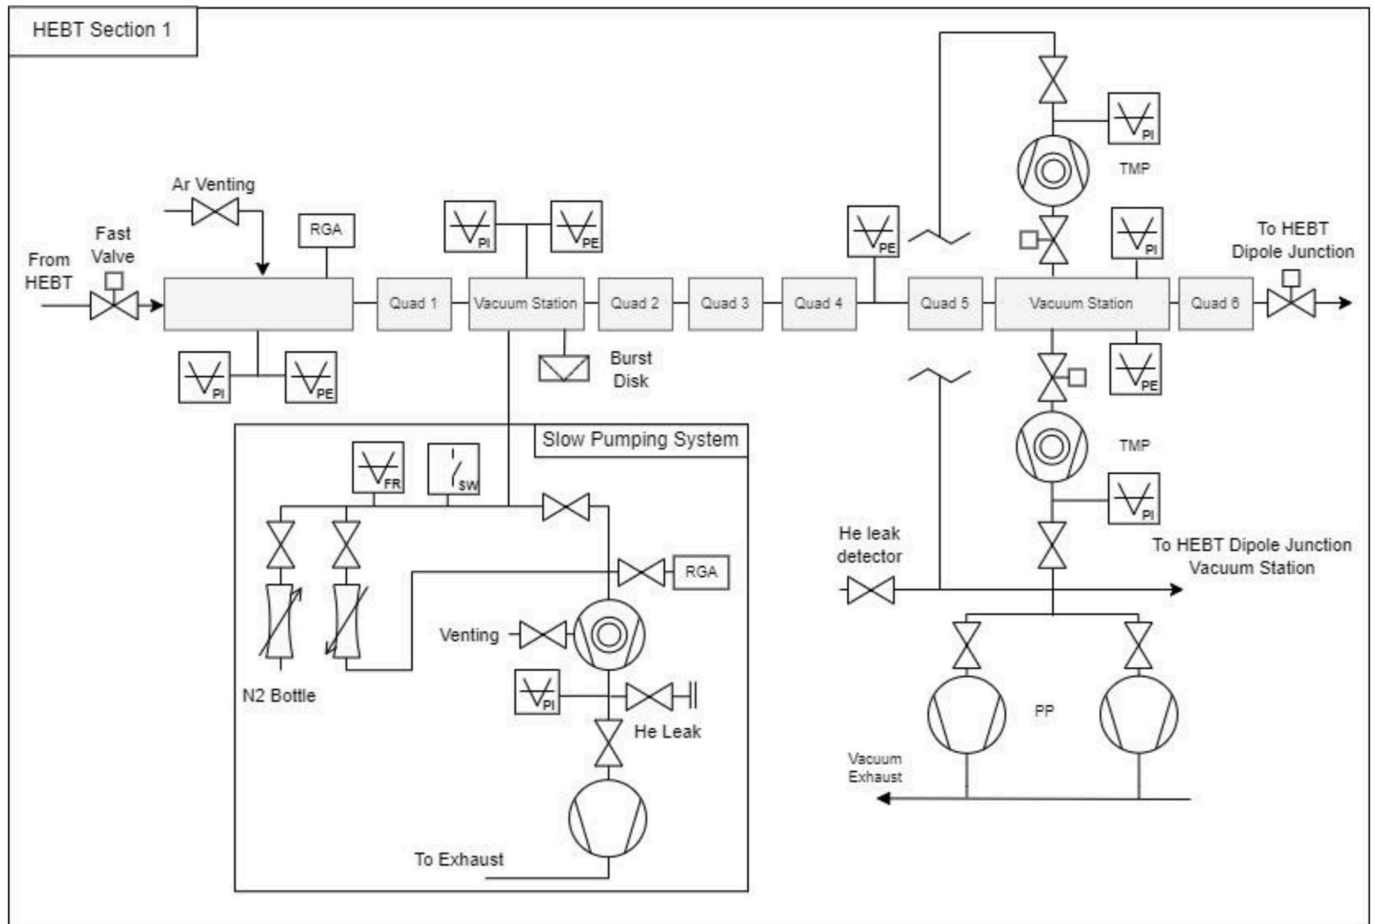 HEBT Section 1
PI
TMP
Ar Venting
Fast
Valve
From
HEBT
RGA
PI
PE
PE
PI
To HEBT
Dipole Junction
Quad 1
Vacuum Station
Quad 2
Quad 3
Quad 4
Quad 5
Vacuum Station
Quad 6
PI
PE
Burst
Disk
PE
Slow Pumping System
TMP
FR
SW
PI
He leak
detector
To HEBT Dipole Junction
Vacuum Station
RGA
Venting
N2 Bottle
PI
He Leak
PP
Vacuum
Exhaust
To Exhaust